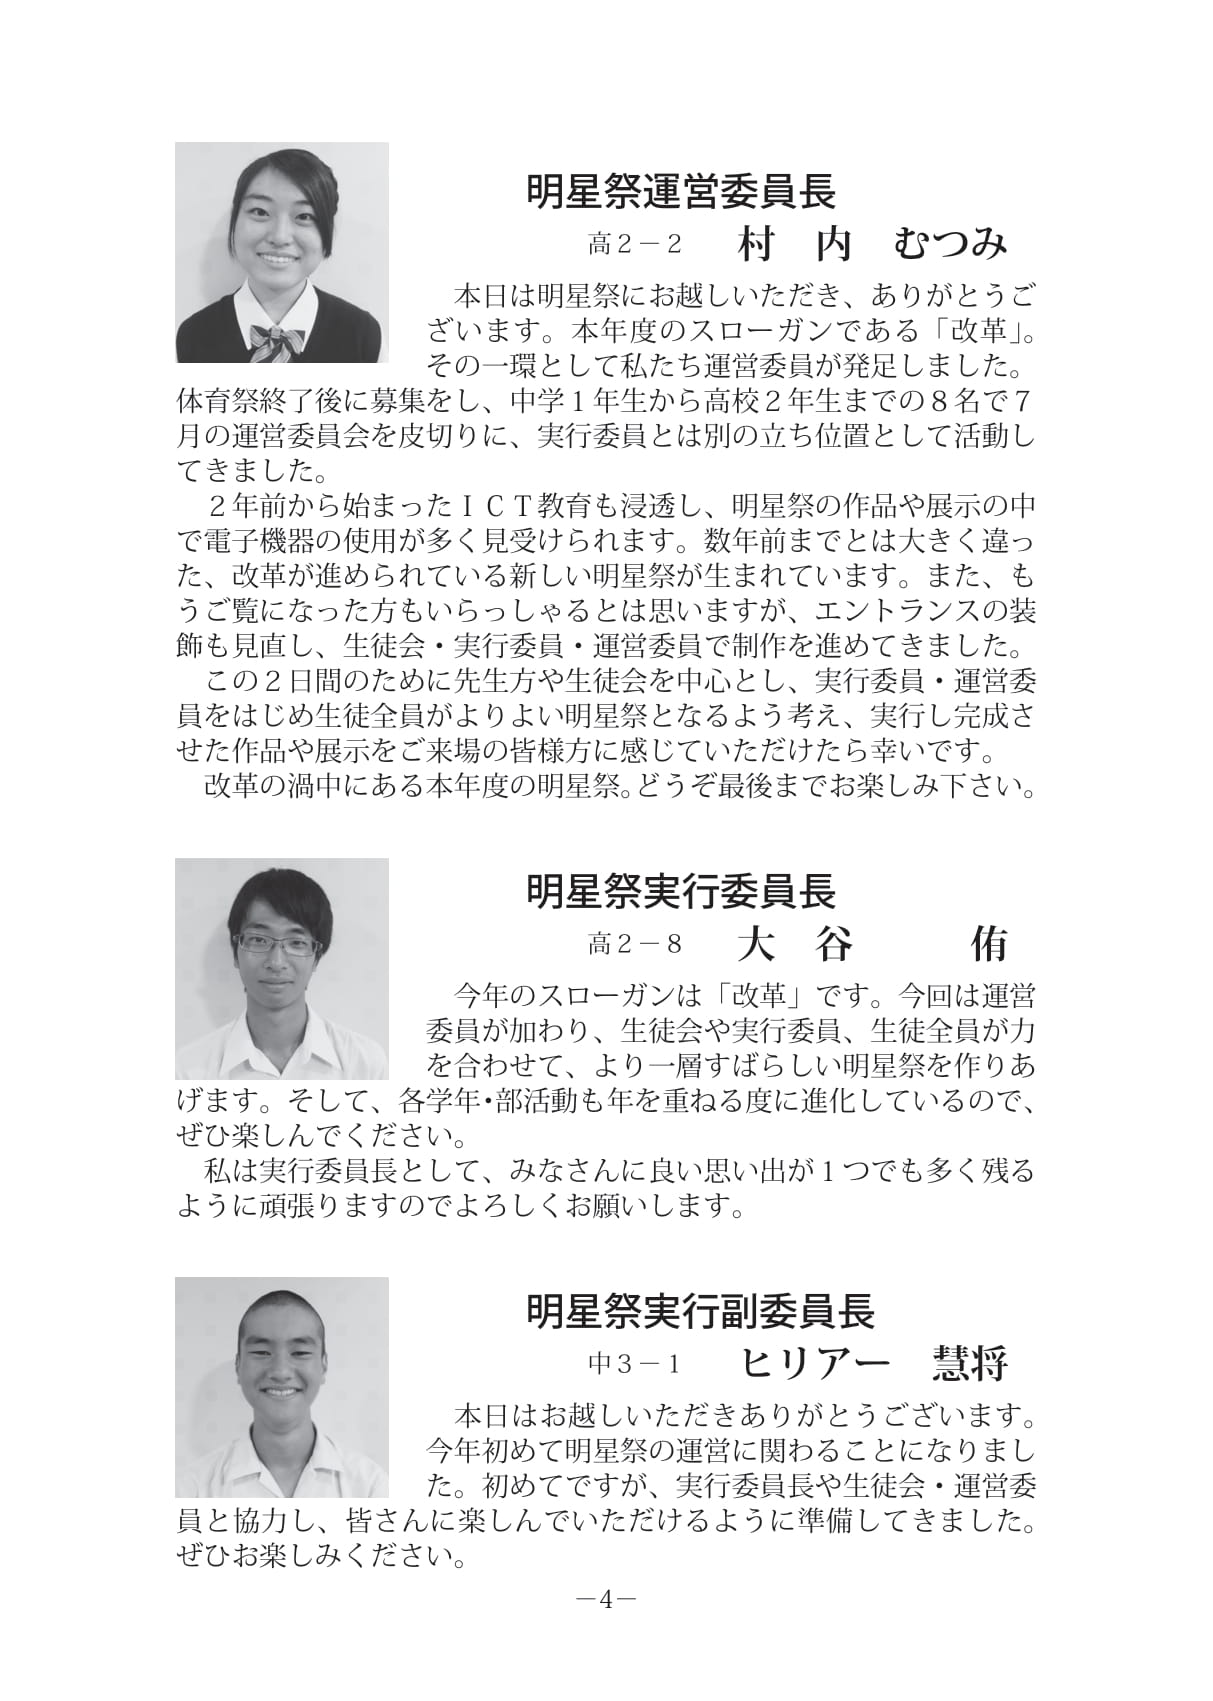 明星祭運営委員長
高２－２　村　内　むつみ
　本日は明星祭にお越しいただき、ありがとうご
ざいます。本年度のスローガンである「改革」。
その一環として私たち運営委員が発足しました。
体育祭終了後に募集をし、中学１年生から高校２年生までの８名で７
月の運営委員会を皮切りに、実行委員とは別の立ち位置として活動し
てきました。
　２年前から始まったＩＣＴ教育も浸透し、明星祭の作品や展示の中
で電子機器の使用が多く見受けられます。数年前までとは大きく違っ
た、改革が進められている新しい明星祭が生まれています。また、も
うご覧になった方もいらっしゃるとは思いますが、エントランスの装
飾も見直し、生徒会・実行委員・運営委員で制作を進めてきました。
　この２日間のために先生方や生徒会を中心とし、実行委員・運営委
員をはじめ生徒全員がよりよい明星祭となるよう考え、実行し完成さ
せた作品や展示をご来場の皆様方に感じていただけたら幸いです。
　改革の渦中にある本年度の明星祭。どうぞ最後までお楽しみ下さい。
明星祭実行委員長
高２－８　大　谷　　　侑
　今年のスローガンは「改革」です。今回は運営
委員が加わり、生徒会や実行委員、生徒全員が力
を合わせて、より一層すばらしい明星祭を作りあ
げます。そして、各学年・部活動も年を重ねる度に進化しているので、
ぜひ楽しんでください。
　私は実行委員長として、みなさんに良い思い出が１つでも多く残る
ように頑張りますのでよろしくお願いします。
明星祭実行副委員長
中３－１　ヒリアー　慧将
　本日はお越しいただきありがとうございます。
今年初めて明星祭の運営に関わることになりまし
た。初めてですが、実行委員長や生徒会・運営委
員と協力し、皆さんに楽しんでいただけるように準備してきました。
ぜひお楽しみください。
－4－